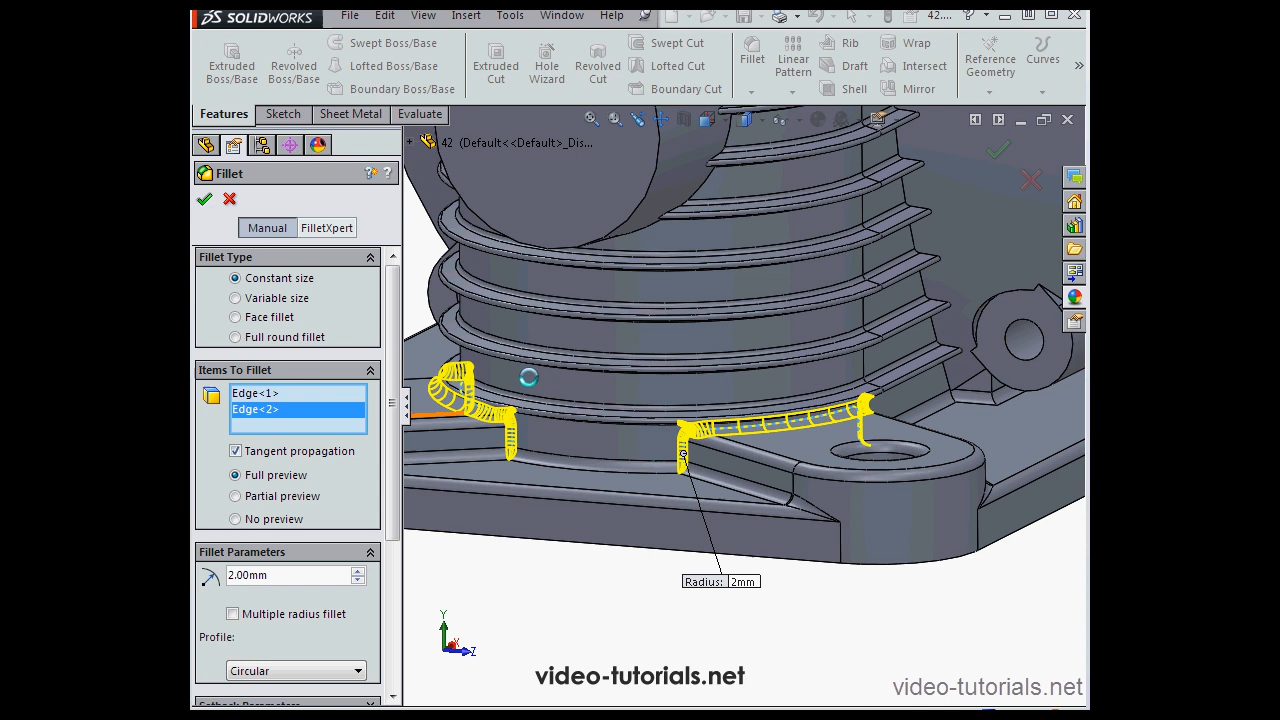 SOLIDWORKS File Edit View Insert Tools Window Help 42.... ?
Extruded Boss/Base
Revolved Boss/Base
Swept Boss/Base
Lofted Boss/Base
Boundary Boss/Base
Extruded Cut
Hole Wizard
Revolved Cut
Swept Cut
Lofted Cut
Boundary Cut
Fillet
Linear Pattern
Rib
Draft
Shell
Wrap
Intersect
Mirror
Reference Geometry
Curves
Features Sketch Sheet Metal Evaluate
42 (Default<<Default>_Dis...
Fillet
Manual FilletXpert
Fillet Type
Constant size
Variable size
Face fillet
Full round fillet
Items To Fillet
Edge<1>
Edge<2>
Tangent propagation
Full preview
Partial preview
No preview
Fillet Parameters
2.00mm
Multiple radius fillet
Profile:
Circular
Setback Parameters
Radius: 2mm
Y
X
Z
video-tutorials.net
video-tutorials.net